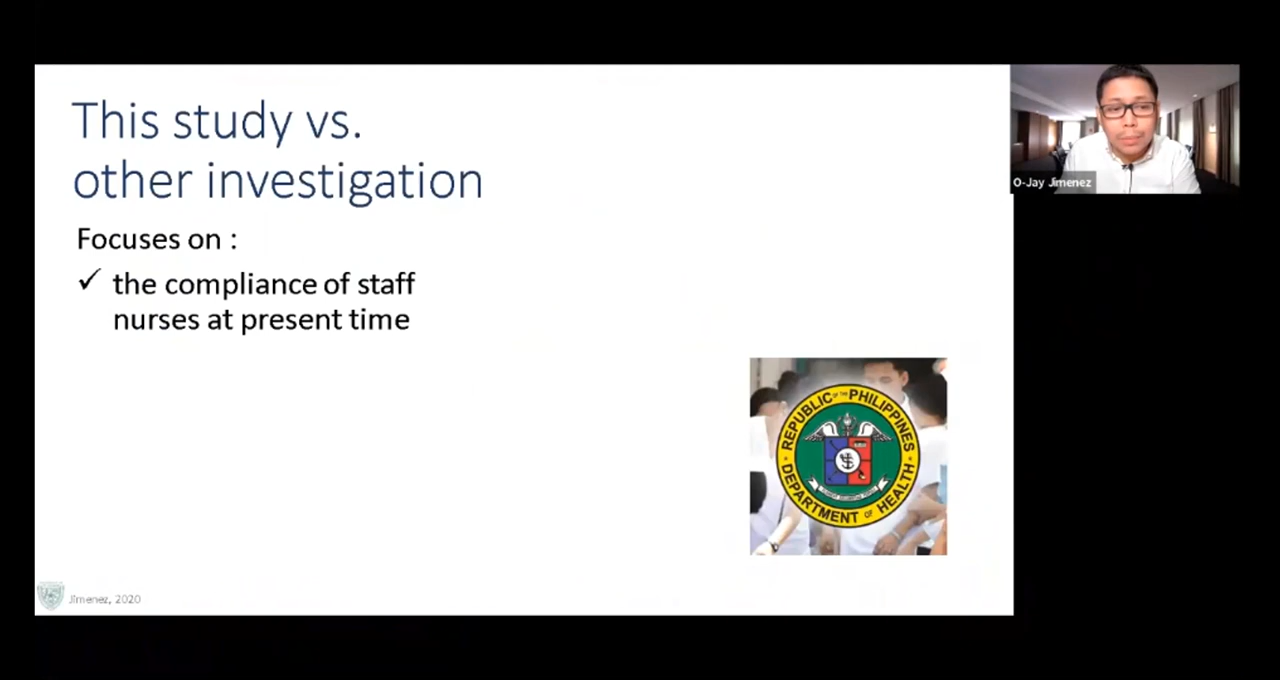 This study vs.
other investigation
Focuses on :
✓ the compliance of staff
nurses at present time
O-Jay Jimenez
REPUBLIC OF THE PHILIPPINES
DEPARTMENT OF HEALTH
Jimenez, 2020